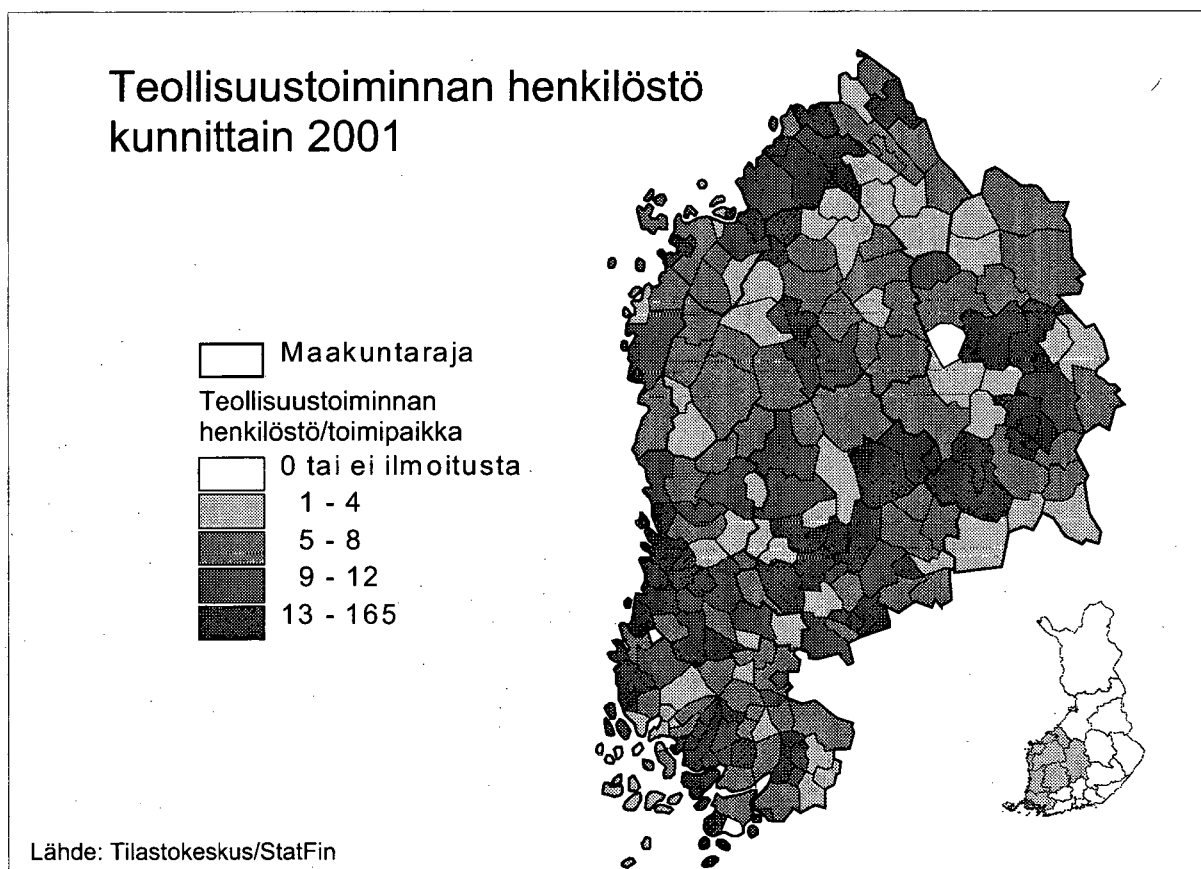 Teollisuustoiminnan henkilöstö
kunnittain 2001
Maakuntaraja
Teollisuustoiminnan
henkilöstö/toimipaikka
0 tai ei ilmoitusta
1 - 4
5 - 8
9 - 12
13 - 165
Lähde: Tilastokeskus/StatFin